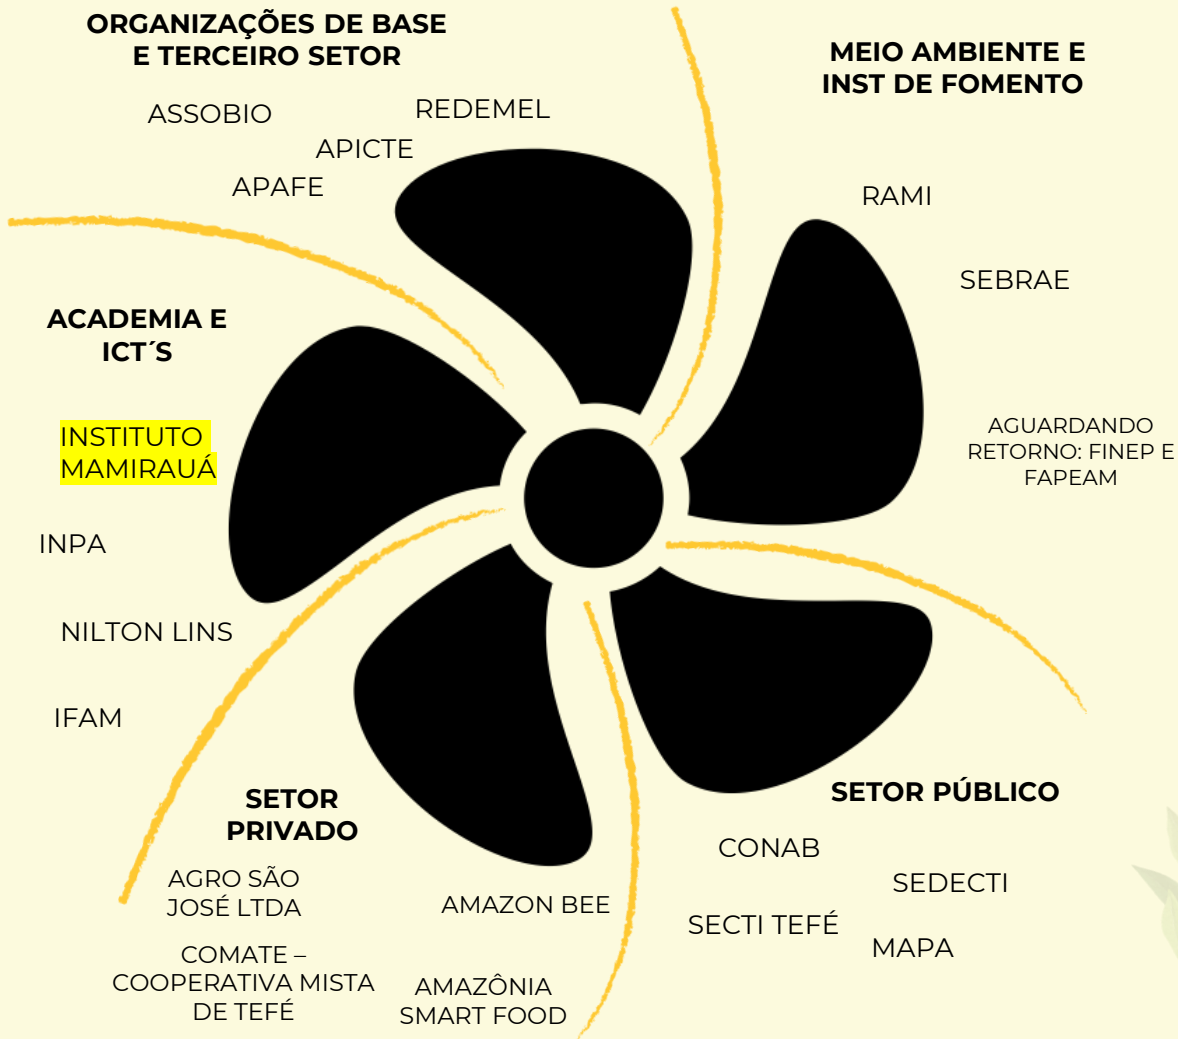 ORGANIZAÇÕES DE BASE
E TERCEIRO SETOR
ASSOBIO
REDEMEL
APICTE
APAFE
MEIO AMBIENTE E
INST DE FOMENTO
RAMI
SEBRAE
AGUARDANDO
RETORNO: FINEP E
FAPEAM
ACADEMIA E
ICT´S
INSTITUTO
MAMIRAUÁ
INPA
NILTON LINS
IFAM
SETOR
PRIVADO
AGRO SÃO
JOSÉ LTDA
COMATE –
COOPERATIVA MISTA
DE TEFÉ
AMAZON BEE
AMAZÔNIA
SMART FOOD
SETOR PÚBLICO
CONAB
SEDECTI
SECTI TEFÉ
MAPA